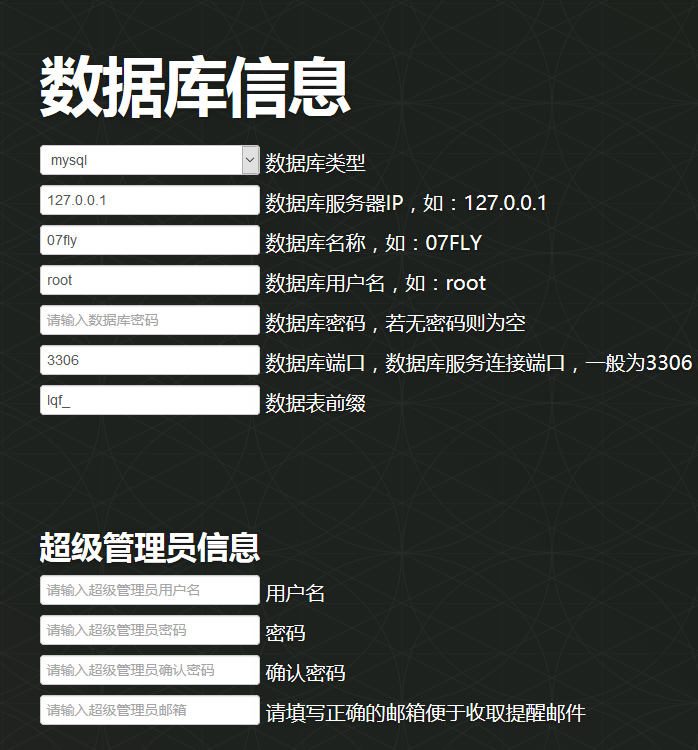 数据库信息
mysql 数据库类型
127.0.0.1 数据库服务器IP，如：127.0.0.1
07fly 数据库名称，如：07FLY
root 数据库用户名，如：root
请输入数据库密码 数据库密码，若无密码则为空
3306 数据库端口，数据库服务连接端口，一般为3306
lqf_ 数据表前缀
超级管理员信息
请输入超级管理员用户名 用户名
请输入超级管理员密码 密码
请输入超级管理员确认密码 确认密码
请输入超级管理员邮箱 请填写正确的邮箱便于收取提醒邮件